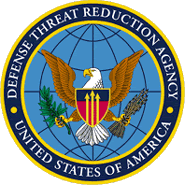 DEFENSE THREAT REDUCTION AGENCY
UNITED STATES OF AMERICA